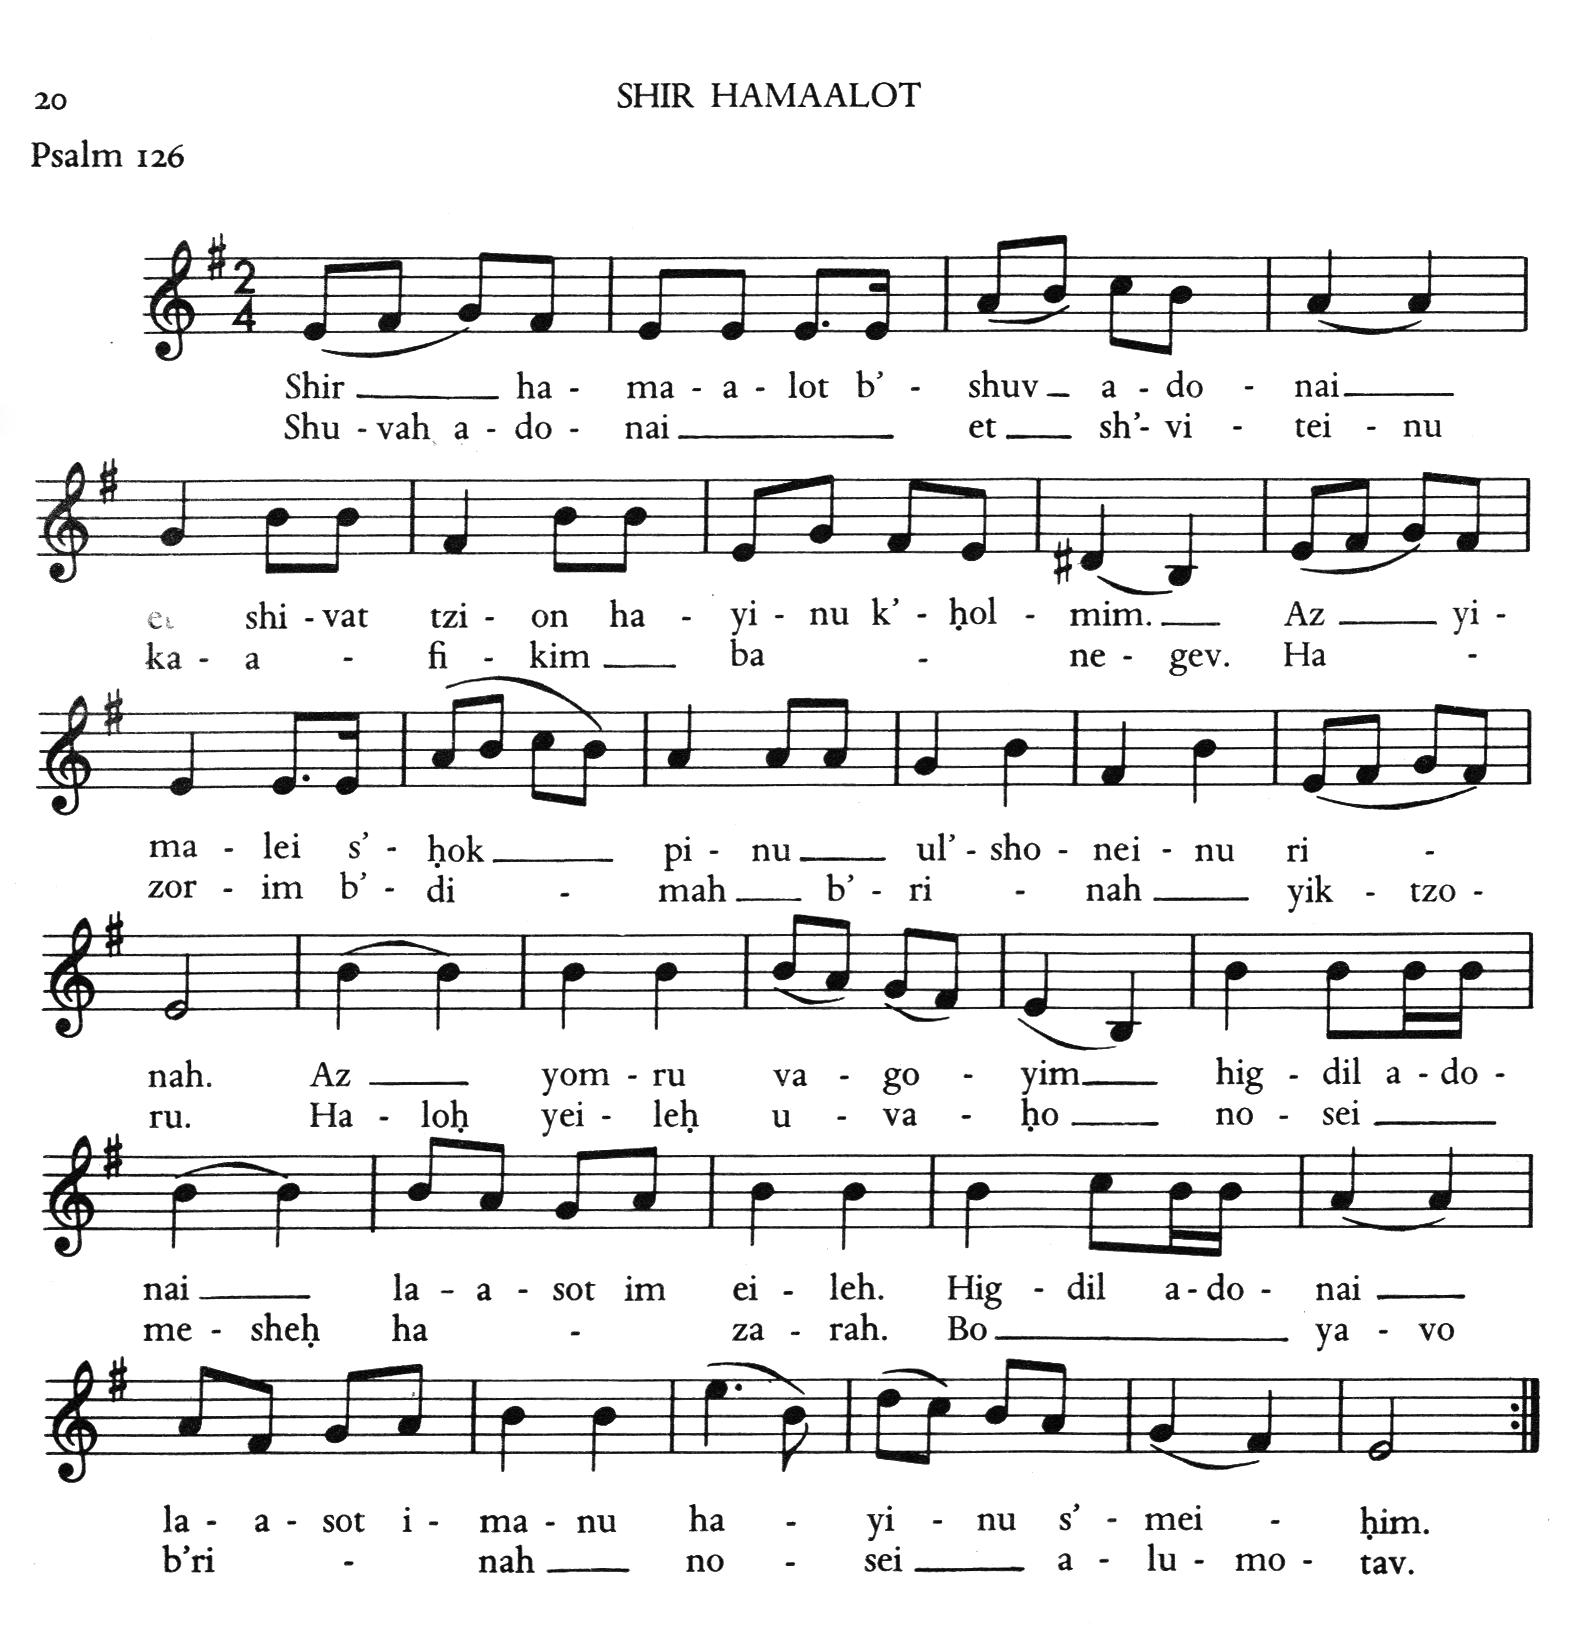 20
SHIR HAMAALOT
Psalm 126
2
4
Shir ___ ha - ma - a - lot b' - shuv _ a - do - nai ___
Shu - vah a - do - nai ___ et ___ sh'- vi - tei - nu
et shi - vat tzi - on ha - yi - nu k' - ḥol - mim. ___ Az ___ yi -
ka - a - fi - kim ___ ba - ne - gev. Ha -
ma - lei s' - ḥok ___ pi - nu ___ ul' - sho - nei - nu ri -
zor - im b' - di - mah ___ b' - ri - nah ___ yik - tzo -
nah. Az ___ yom - ru va - go - yim ___ hig - dil a - do -
ru. Ha - loḥ yei - leḥ u - va - ḥo ___ no - sei ___
nai ___ la - a - sot im ei - leh. Hig - dil a - do - nai ___
me - sheḥ ha - za - rah. Bo ___ ya - vo
la - a - sot i - ma - nu ha - yi - nu s' - mei - ḥim.
b'ri - nah ___ no - sei ___ a - lu - mo - tav.